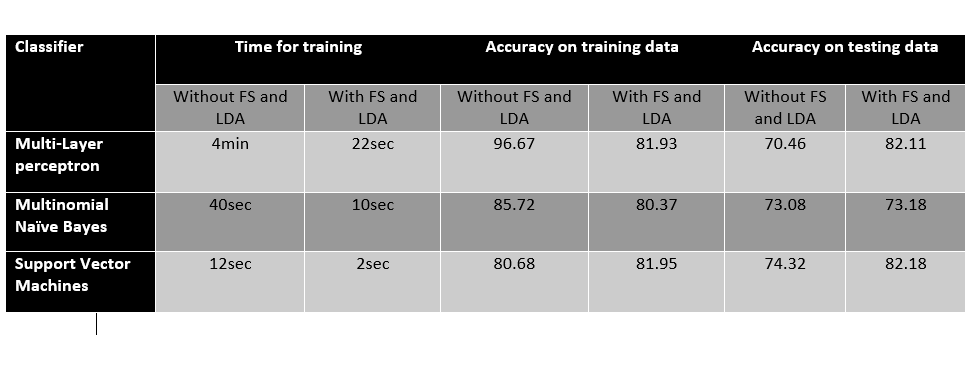 Classifier Time for training Accuracy on training data Accuracy on testing data
Without FS and LDA With FS and LDA Without FS and LDA With FS and LDA Without FS and LDA With FS and LDA
Multi-Layer perceptron 4min 22sec 96.67 81.93 70.46 82.11
Multinomial Naïve Bayes 40sec 10sec 85.72 80.37 73.08 73.18
Support Vector Machines 12sec 2sec 80.68 81.95 74.32 82.18